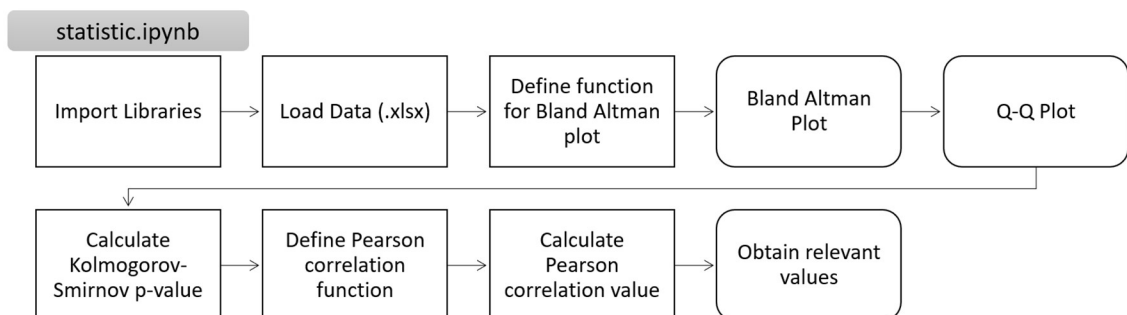 statistic.ipynb
Import Libraries
Load Data (.xlsx)
Define function
for Bland Altman
plot
Bland Altman
Plot
Q-Q Plot
Calculate
Kolmogorov-
Smirnov p-value
Define Pearson
correlation
function
Calculate
Pearson
correlation value
Obtain relevant
values